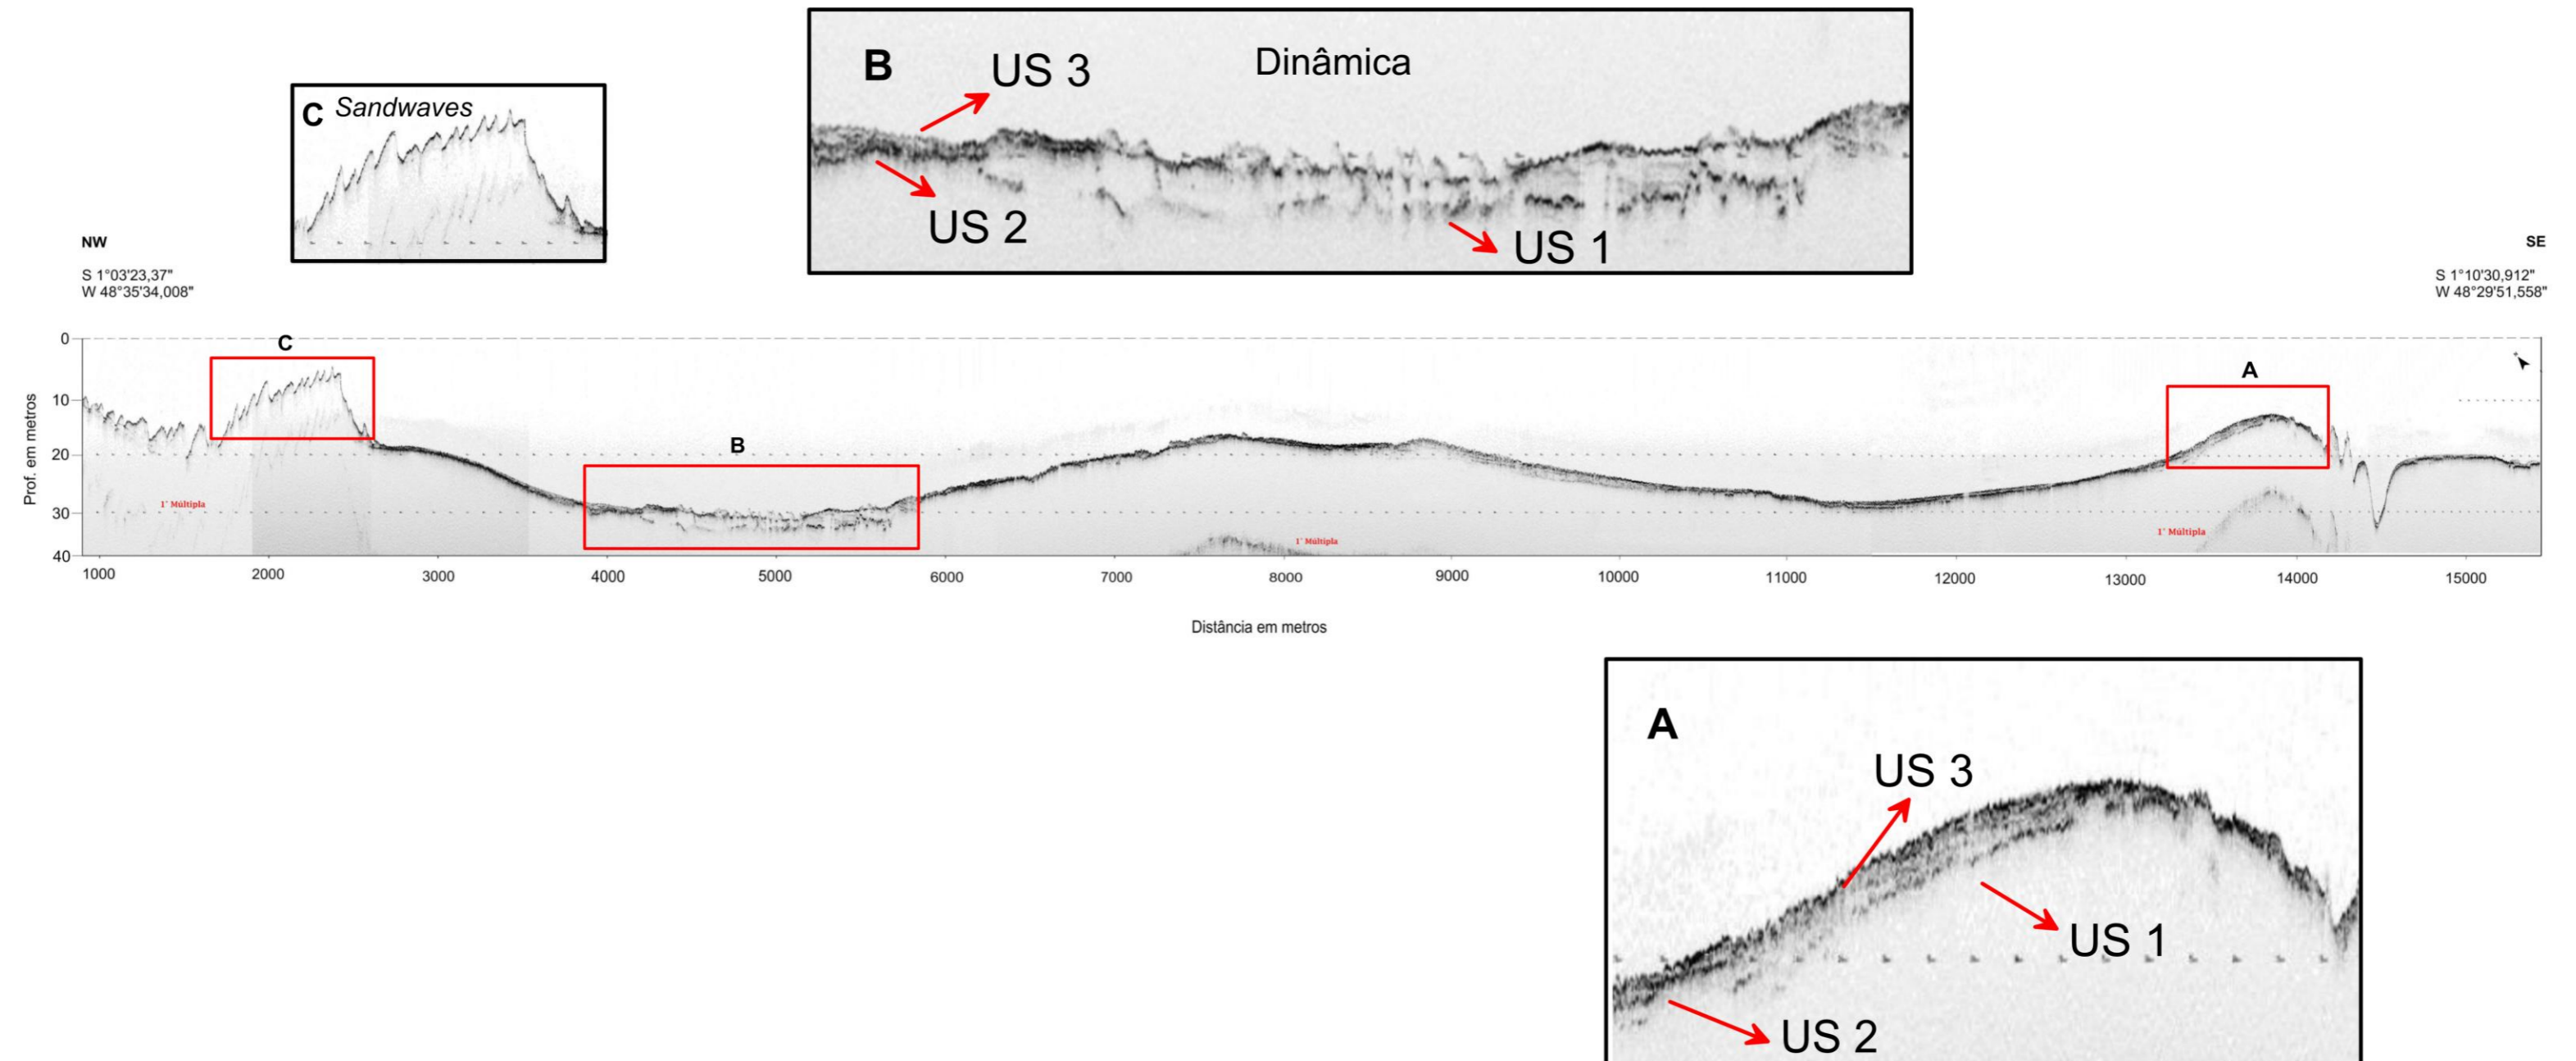 B
US 3
Dinâmica
US 2
US 1
C Sandwaves
NW
S 1°03'23,37"
W 48°35'34,008"
SE
S 1°10'30,912"
W 48°29'51,558"
C
B
A
Prof. em metros
0
10
20
30
40
1° Múltipla
1° Múltipla
1° Múltipla
1000 2000 3000 4000 5000 6000 7000 8000 9000 10000 11000 12000 13000 14000 15000
Distância em metros
A
US 3
US 1
US 2